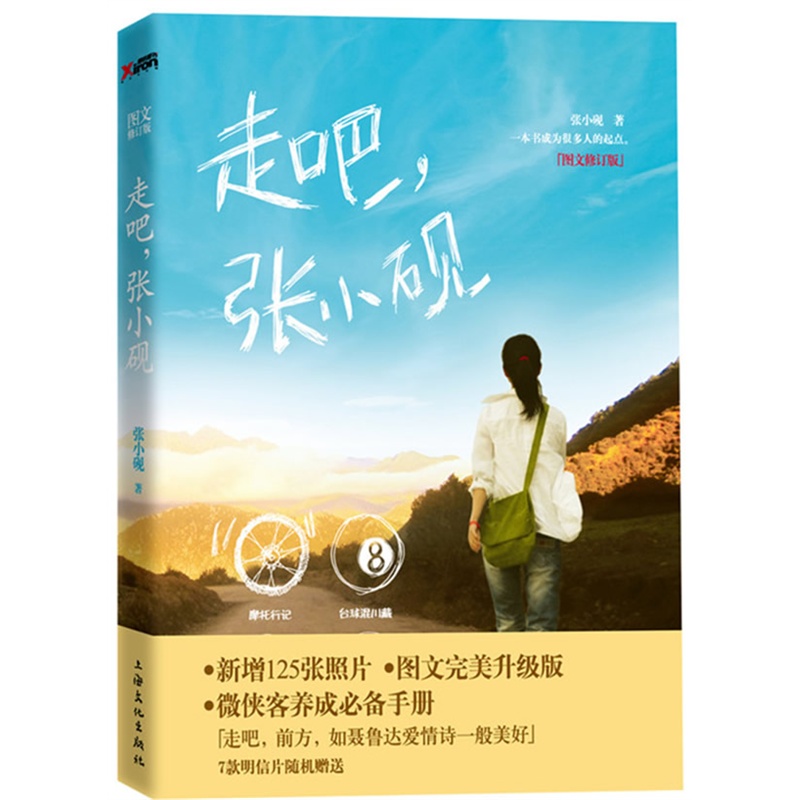 Xiron
图文
修订版
走吧，张小砚
张小砚 著
上海文化出版社
走吧，
张小砚
张小砚 著
一本书成为很多人的起点。
「图文修订版」
8
摩托行记
台球混川藏
•新增125张照片 •图文完美升级版
•微侠客养成必备手册
「走吧，前方，如聂鲁达爱情诗一般美好」
7款明信片随机赠送